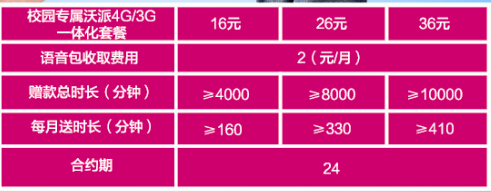 校园专属沃派4G/3G 16元 26元 36元
一体化套餐
语音包收取费用 2（元/月）
赠款总时长（分钟） ≥4000 ≥8000 ≥10000
每月送时长（分钟） ≥160 ≥330 ≥410
合约期 24